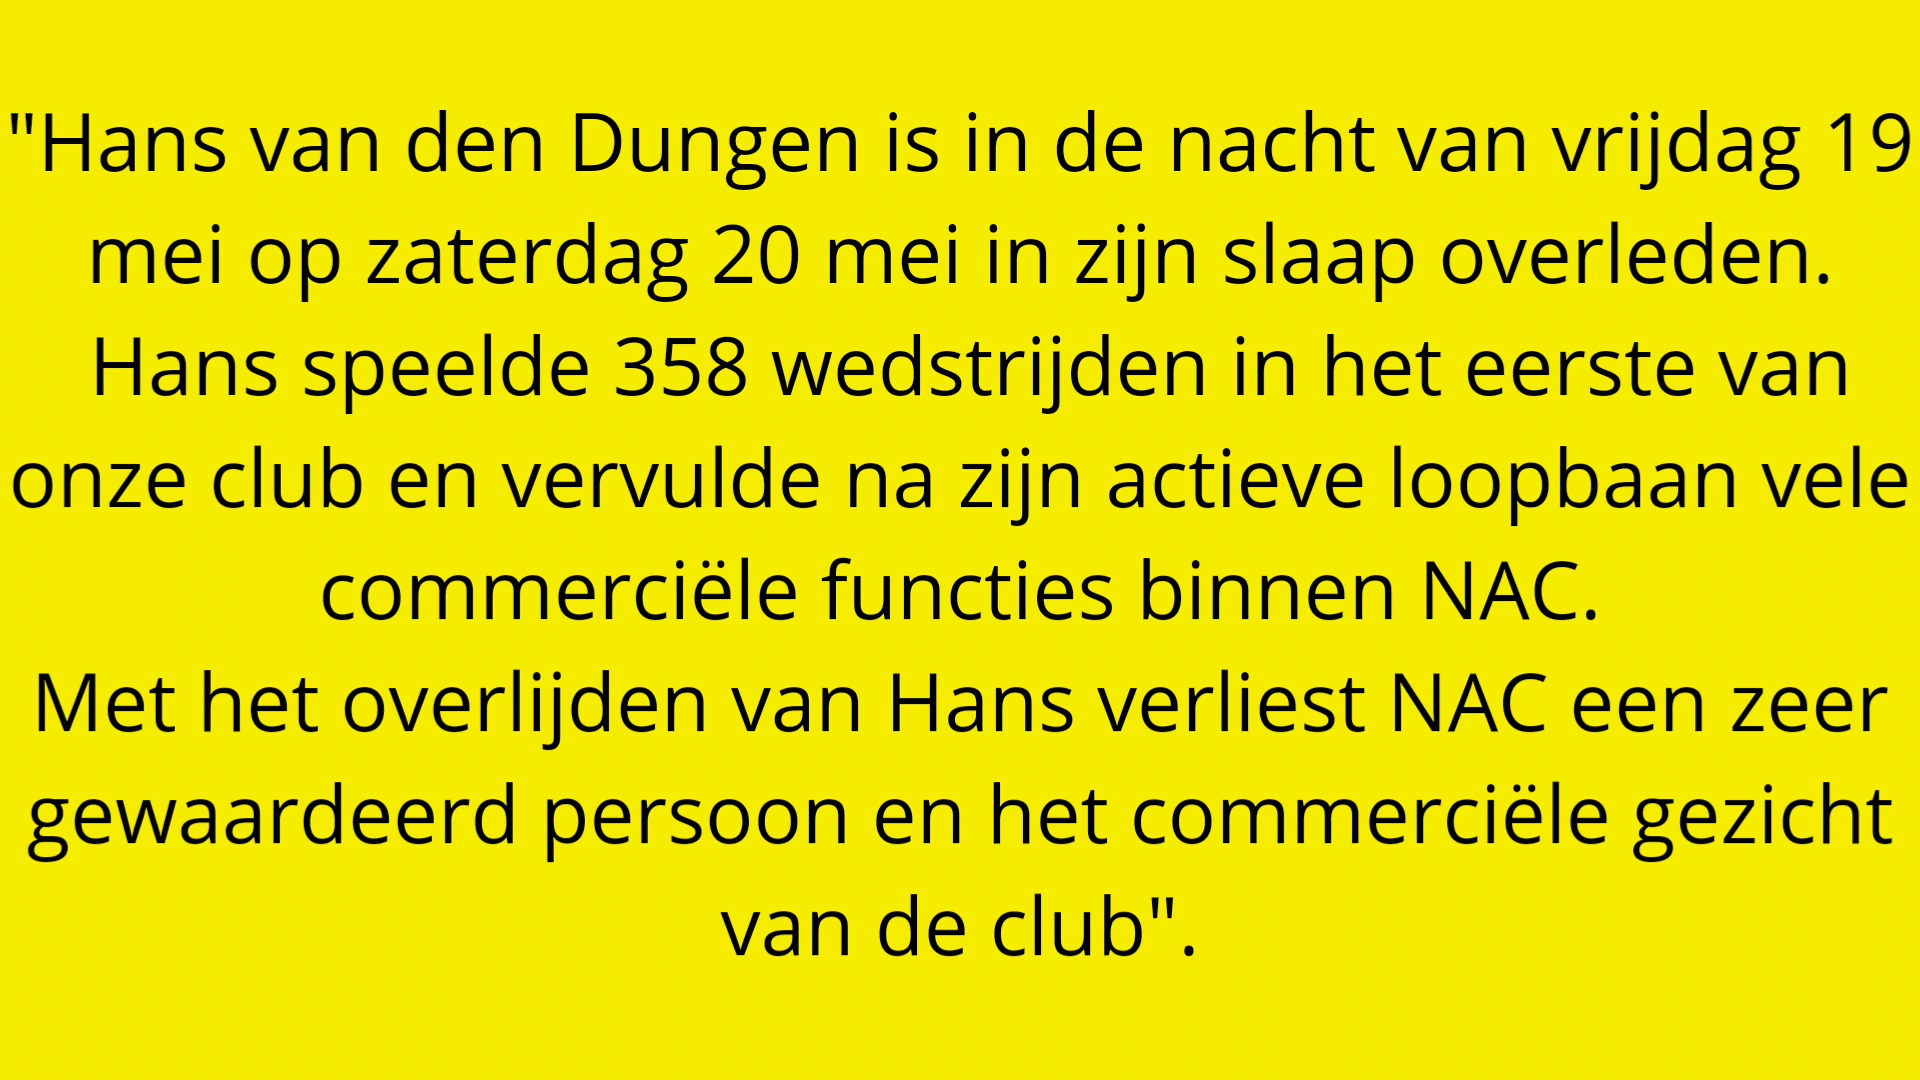 "Hans van den Dungen is in de nacht van vrijdag 19
mei op zaterdag 20 mei in zijn slaap overleden.
Hans speelde 358 wedstrijden in het eerste van
onze club en vervulde na zijn actieve loopbaan vele
commerciële functies binnen NAC.
Met het overlijden van Hans verliest NAC een zeer
gewaardeerd persoon en het commerciële gezicht
van de club".